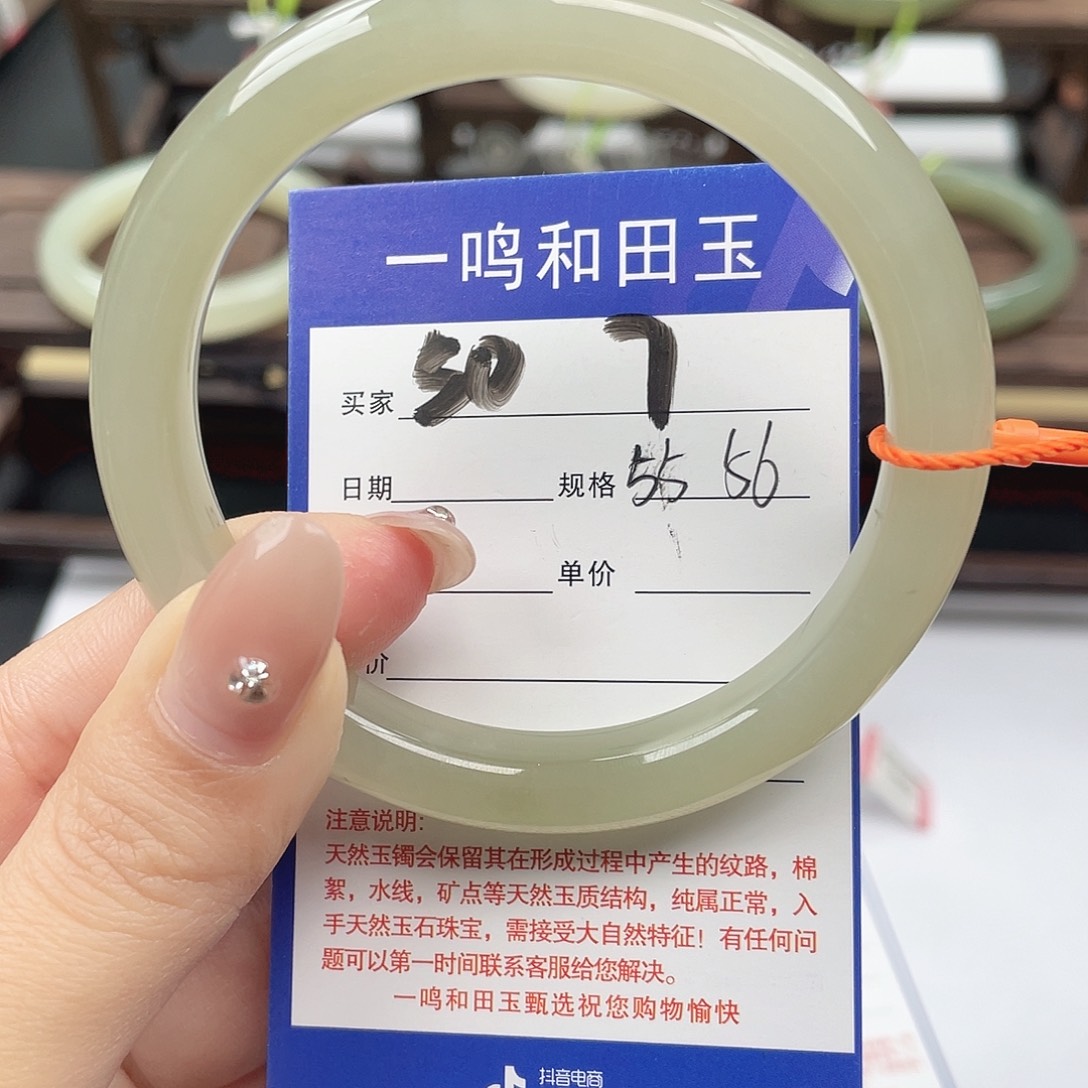 一鸣和田玉
买家 50 7
日期 规格 55 56
单价
价
注意说明:
天然玉镯会保留其在形成过程中产生的纹路，棉
絮，水线，矿点等天然玉质结构，纯属正常，入
手天然玉石珠宝，需接受大自然特征！有任何问
题可以第一时间联系客服给您解决。
一鸣和田玉甄选祝您购物愉快
抖音电商